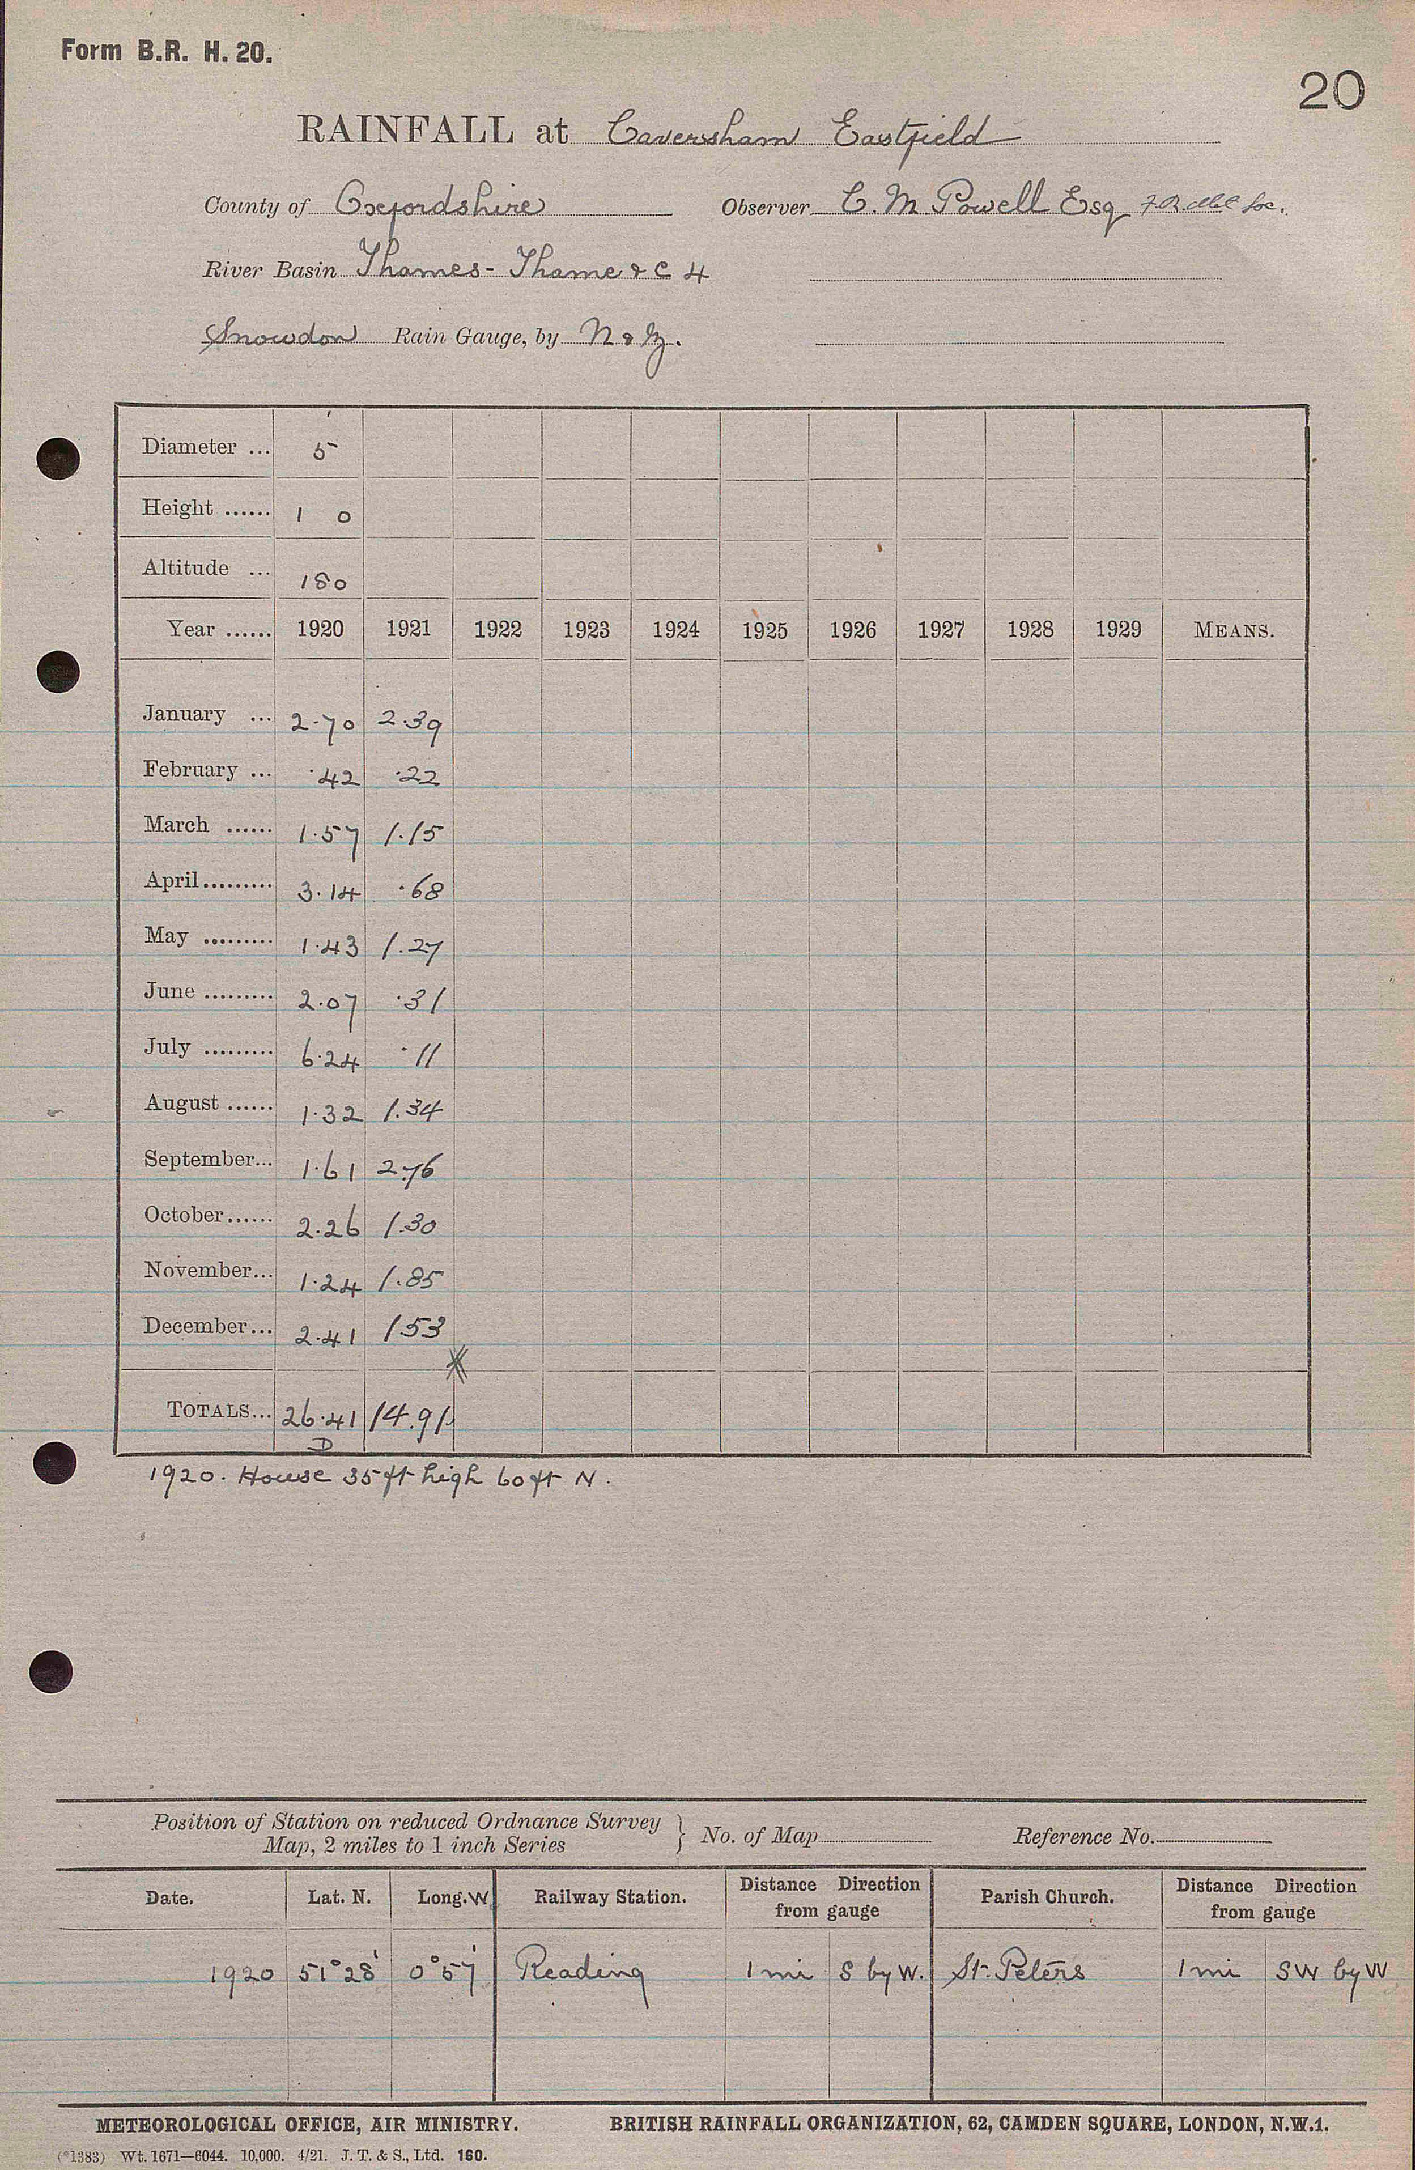 Form B.R. H. 20.
20
RAINFALL at Caversham Eastfield
County of Oxfordshire Observer C. M Powell Esq F.R. Met Soc.
River Basin Thames - Thame & C 4
Snowdon Rain Gauge, by N & Z.
Diameter ... 5
Height ...... 1 0
Altitude ... 180
Year ...... 1920 1921 1922 1923 1924 1925 1926 1927 1928 1929 MEANS.
January ... 2.70 2.39
February ... .42 .22
March ...... 1.57 1.15
April ......... 3.14 .68
May ......... 1.43 1.27
June ......... 2.07 .31
July ......... 6.24 .11
August ...... 1.32 1.34
September... 1.61 2.76
October ...... 2.26 1.30
November... 1.24 1.85
December... 2.41 1.53
TOTALS... 26.41 14.91
D
1920. House 35 ft high 60 ft N.
Position of Station on reduced Ordnance Survey
Map, 2 miles to 1 inch Series } No. of Map Reference No.
Date. Lat. N. Long. W Railway Station. Distance Direction from gauge Parish Church. Distance Direction from gauge
1920 51°28' 0°57' Reading 1 mi S by W. St. Peters 1 mi SW by W
METEOROLOGICAL OFFICE, AIR MINISTRY. BRITISH RAINFALL ORGANIZATION, 62, CAMDEN SQUARE, LONDON, N.W.1.
(*1383) Wt. 1671—6044. 10,000. 4/21. J. T. & S., Ltd. 160.